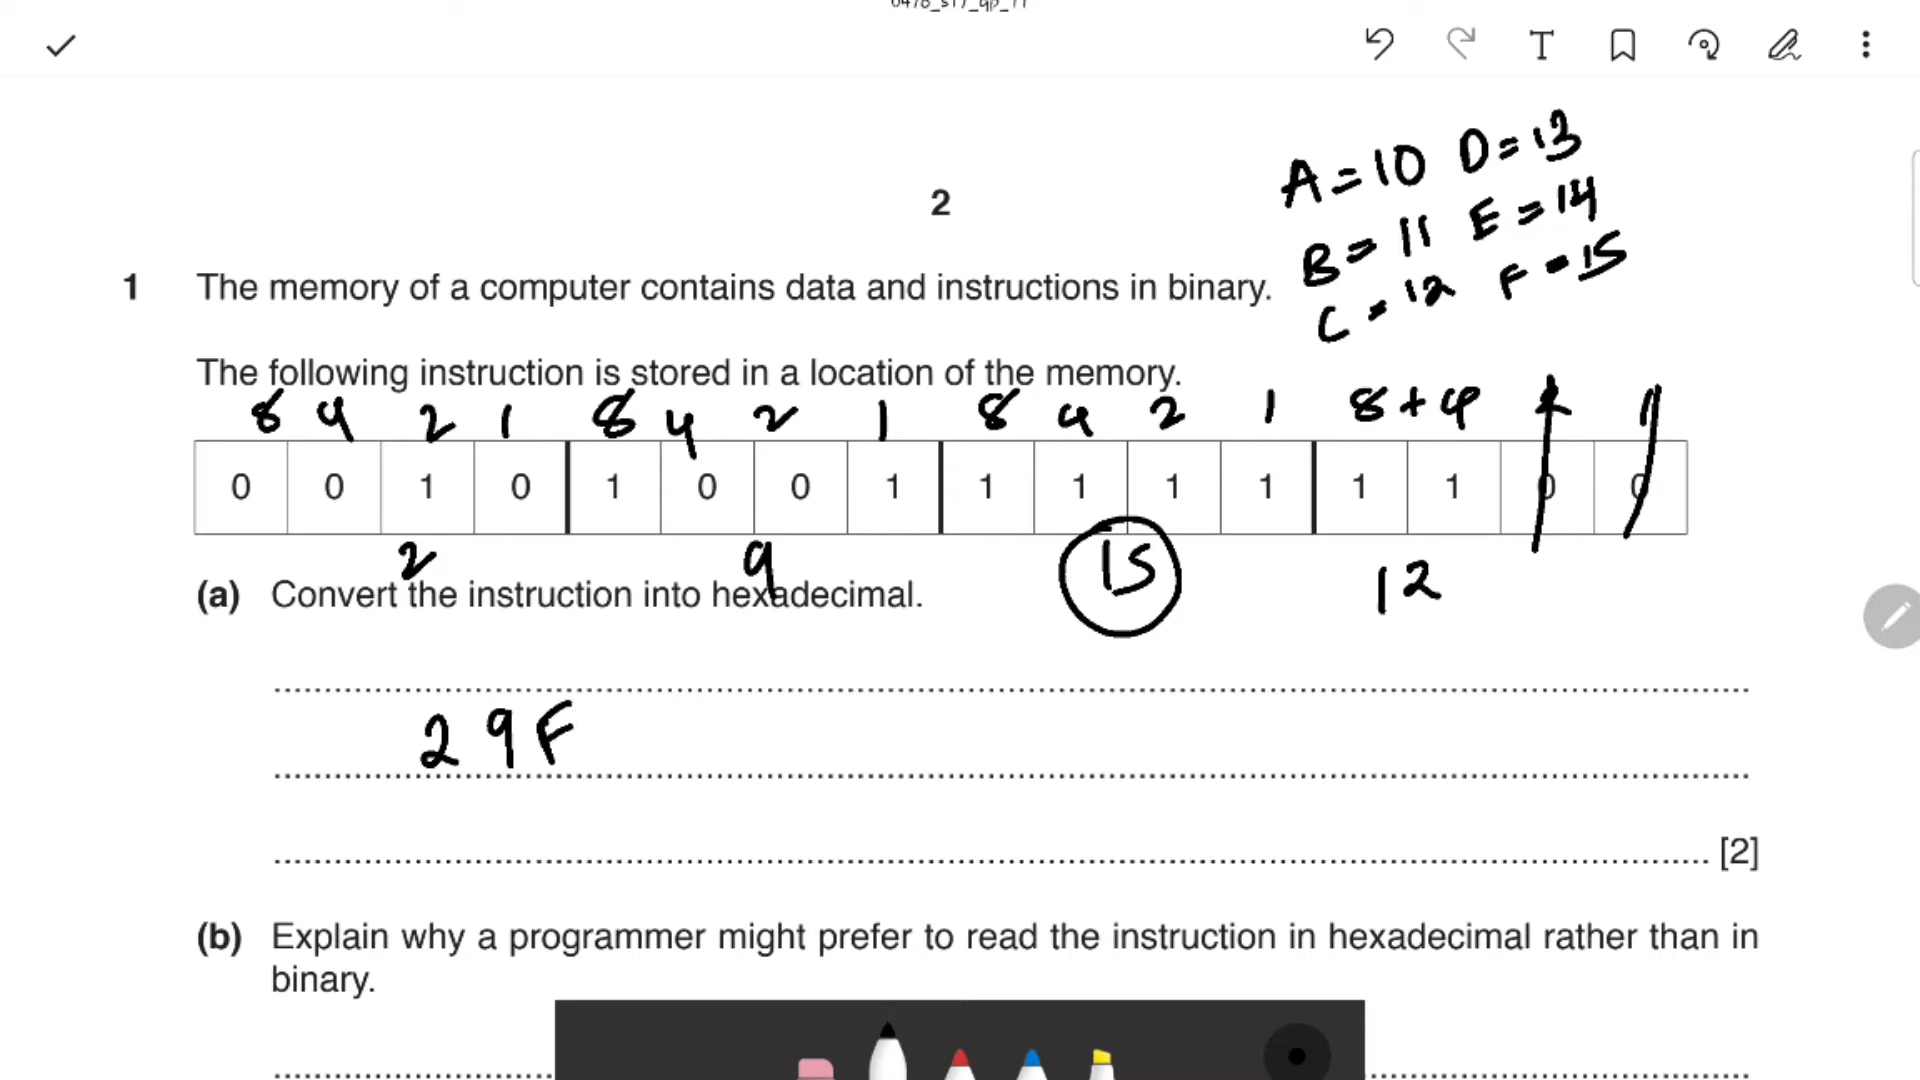 2
A=10 D=13
B=11 E=14
C=12 F=15
1 The memory of a computer contains data and instructions in binary.
The following instruction is stored in a location of the memory.
8 4 2 1 8 4 2 1 8 4 2 1 8+4
0 0 1 0 1 0 0 1 1 1 1 1 1 1 0 0
2 9 15 12
(a) Convert the instruction into hexadecimal.
29F
[2]
(b) Explain why a programmer might prefer to read the instruction in hexadecimal rather than in
binary.